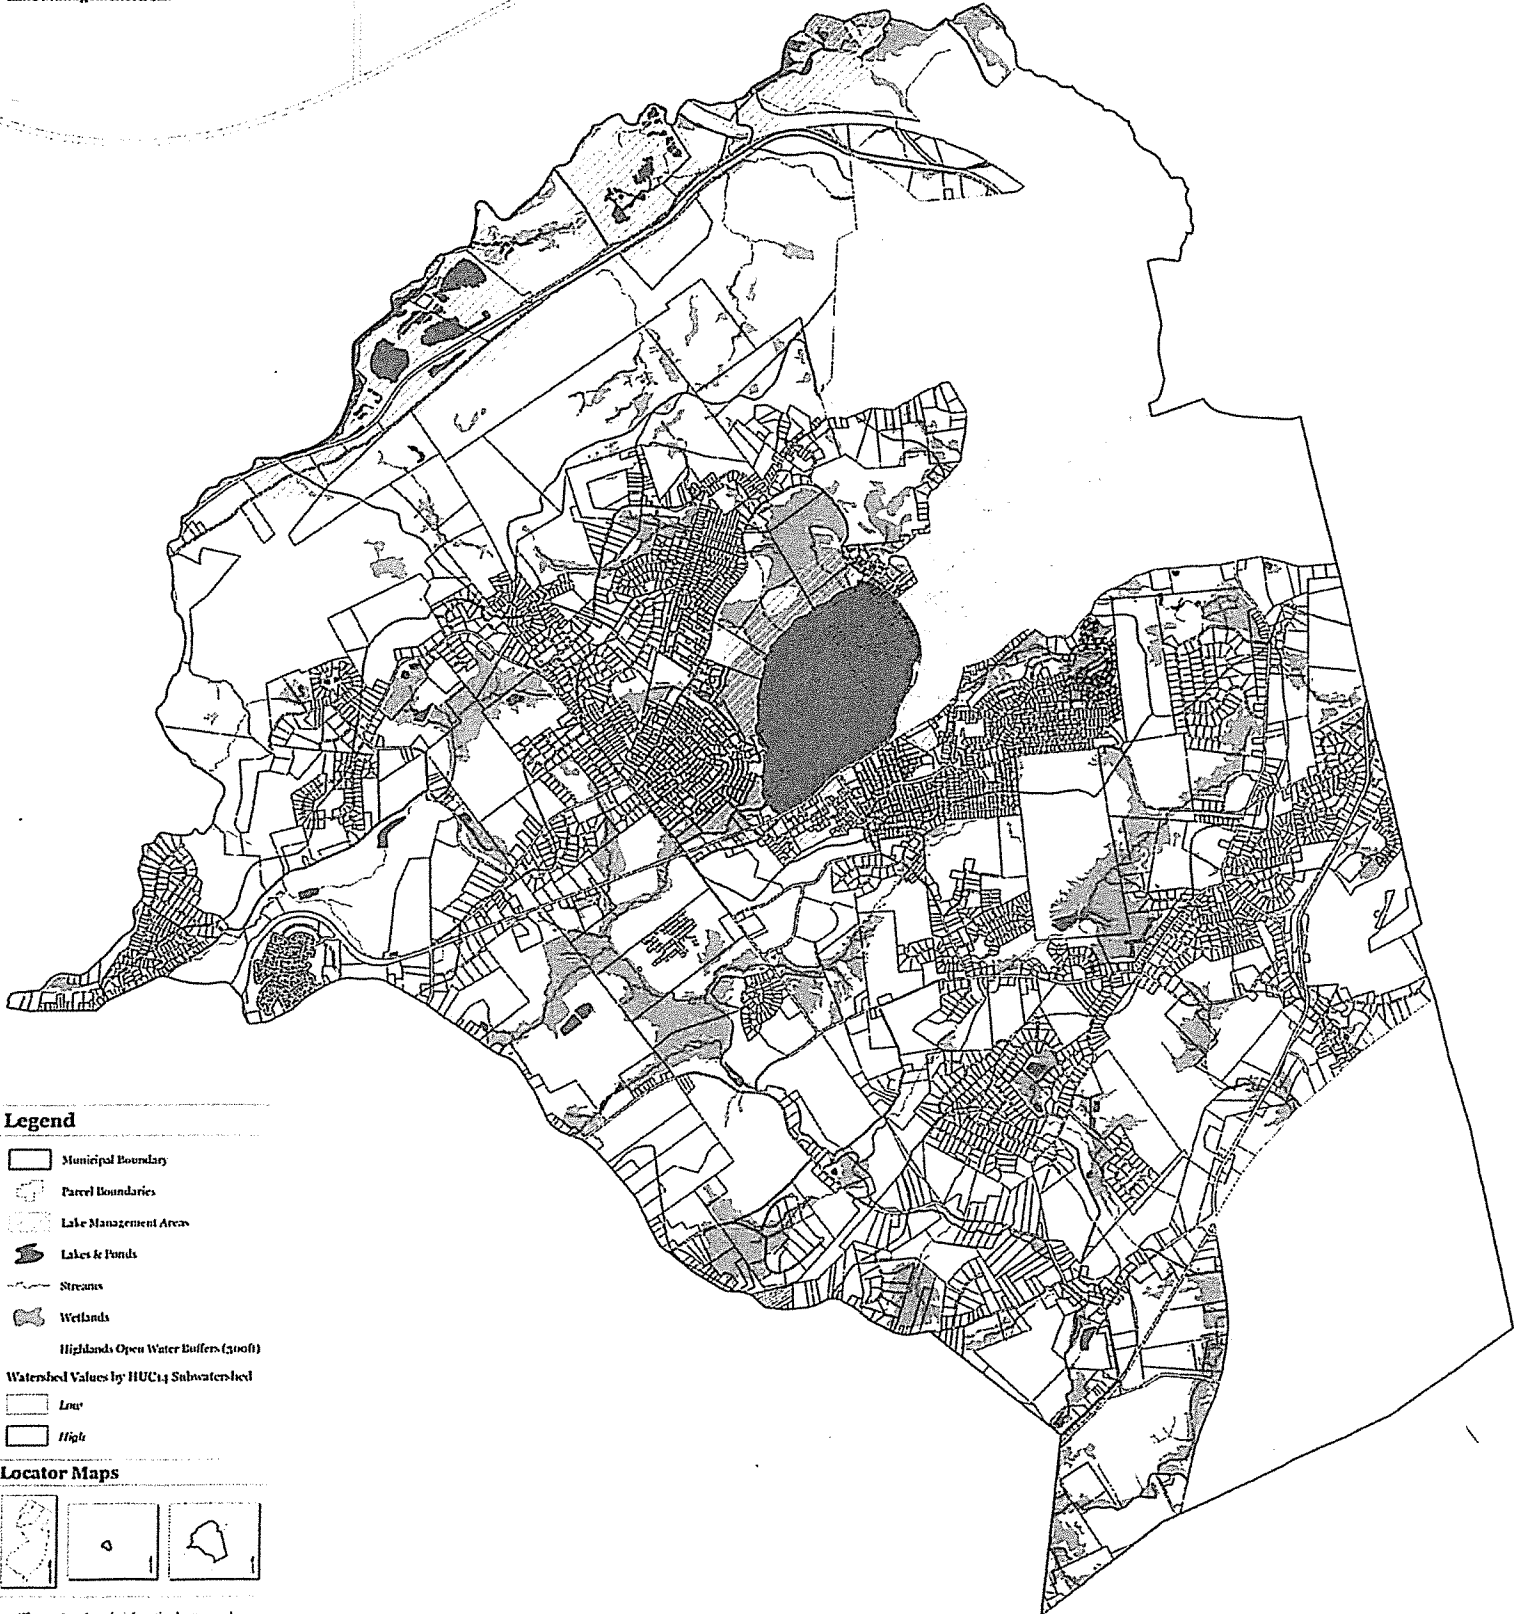 Legend
Municipal Boundary
Parcel Boundaries
Lake Management Areas
Lakes & Ponds
Streams
Wetlands
Highlands Open Water Buffers (300ft)
Watershed Values by HUC14 Subwatershed
Low
High
Locator Maps